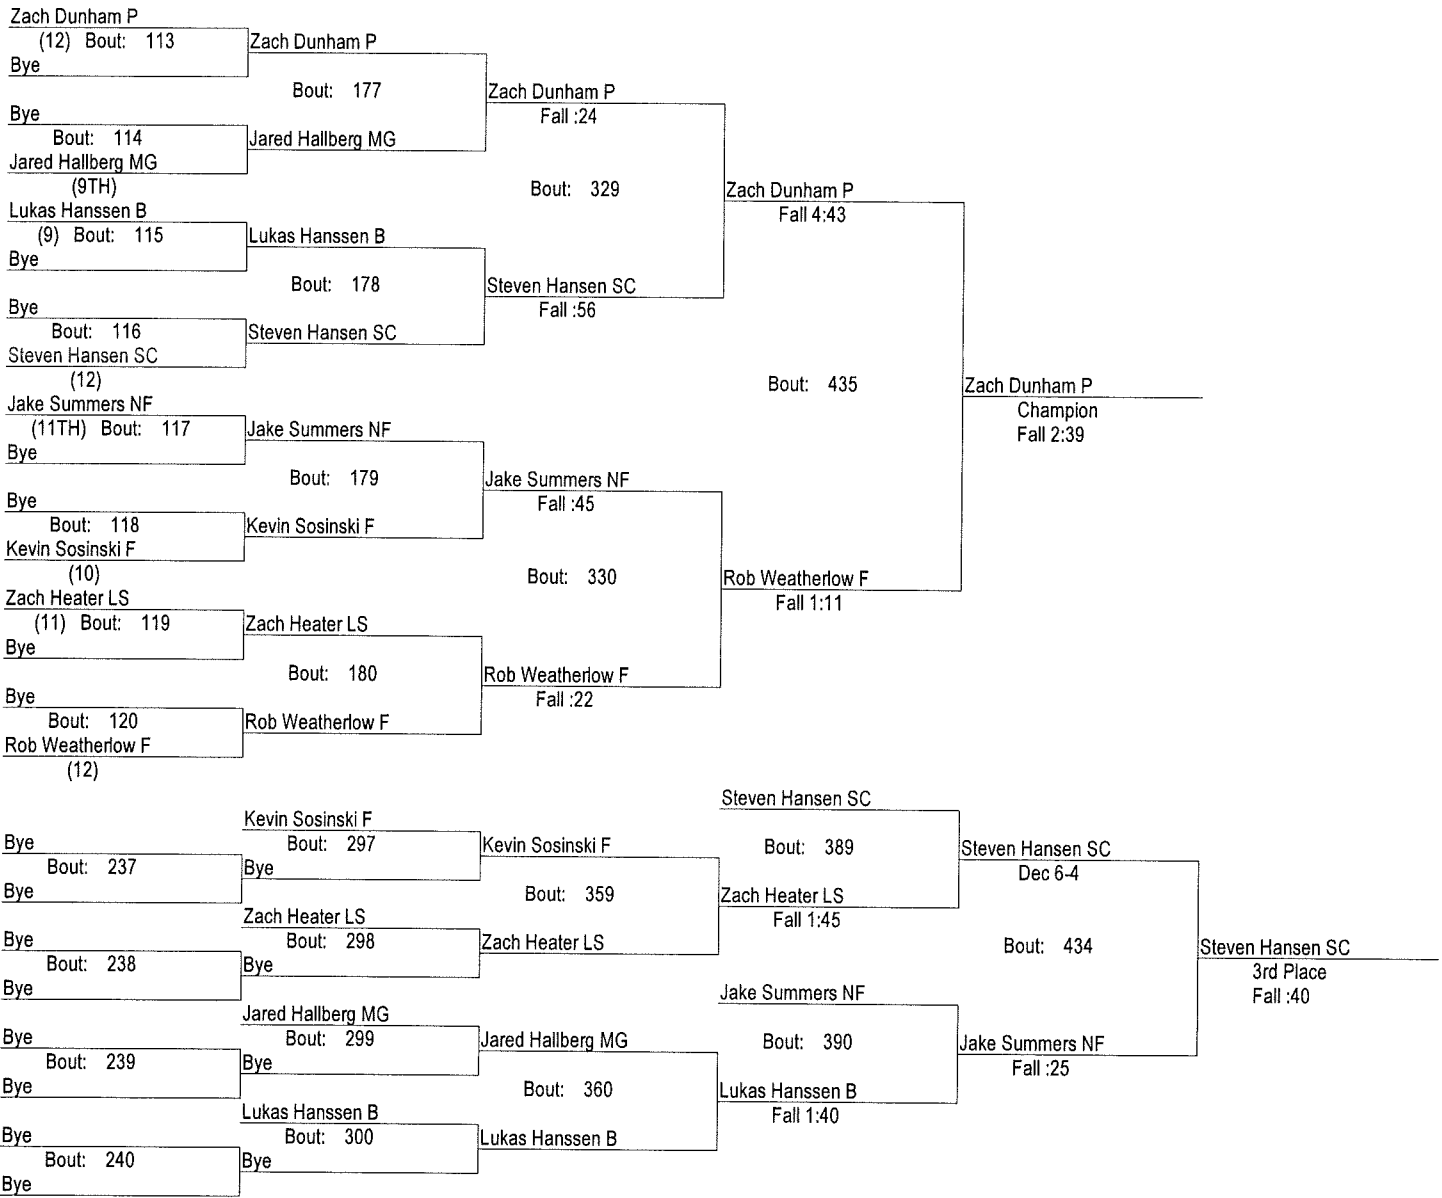 Zach Dunham P
(12) Bout: 113
Bye
Zach Dunham P
Bout: 177
Bye
Bout: 114
Jared Hallberg MG
(9TH)
Jared Hallberg MG
Zach Dunham P
Fall :24
Bout: 329
Lukas Hanssen B
(9) Bout: 115
Bye
Lukas Hanssen B
Bout: 178
Bye
Bout: 116
Steven Hansen SC
(12)
Steven Hansen SC
Steven Hansen SC
Fall :56
Zach Dunham P
Fall 4:43
Bout: 435
Jake Summers NF
(11TH) Bout: 117
Bye
Jake Summers NF
Bout: 179
Bye
Bout: 118
Kevin Sosinski F
(10)
Kevin Sosinski F
Jake Summers NF
Fall :45
Bout: 330
Zach Heater LS
(11) Bout: 119
Bye
Zach Heater LS
Bout: 180
Bye
Bout: 120
Rob Weatherlow F
(12)
Rob Weatherlow F
Rob Weatherlow F
Fall :22
Rob Weatherlow F
Fall 1:11
Zach Dunham P
Champion
Fall 2:39
Bye
Bout: 237
Bye
Kevin Sosinski F
Bout: 297
Bye
Kevin Sosinski F
Bout: 359
Bye
Bout: 238
Bye
Zach Heater LS
Bout: 298
Bye
Zach Heater LS
Steven Hansen SC
Bout: 389
Zach Heater LS
Fall 1:45
Steven Hansen SC
Dec 6-4
Bout: 434
Bye
Bout: 239
Bye
Jared Hallberg MG
Bout: 299
Bye
Jared Hallberg MG
Bout: 360
Bye
Bout: 240
Bye
Lukas Hanssen B
Bout: 300
Bye
Lukas Hanssen B
Jake Summers NF
Bout: 390
Lukas Hanssen B
Fall 1:40
Jake Summers NF
Fall :25
Steven Hansen SC
3rd Place
Fall :40